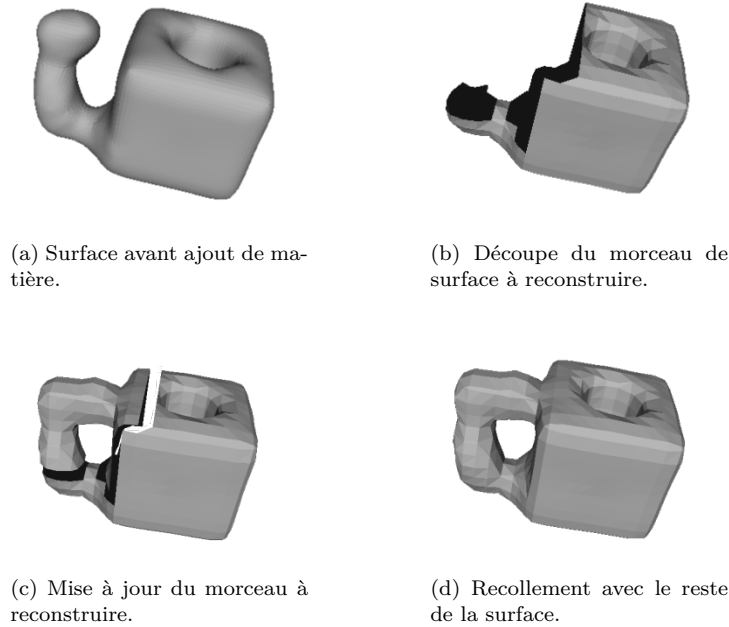 (a) Surface avant ajout de ma-
tière.
(b) Découpe du morceau de
surface à reconstruire.
(c) Mise à jour du morceau à
reconstruire.
(d) Recollement avec le reste
de la surface.